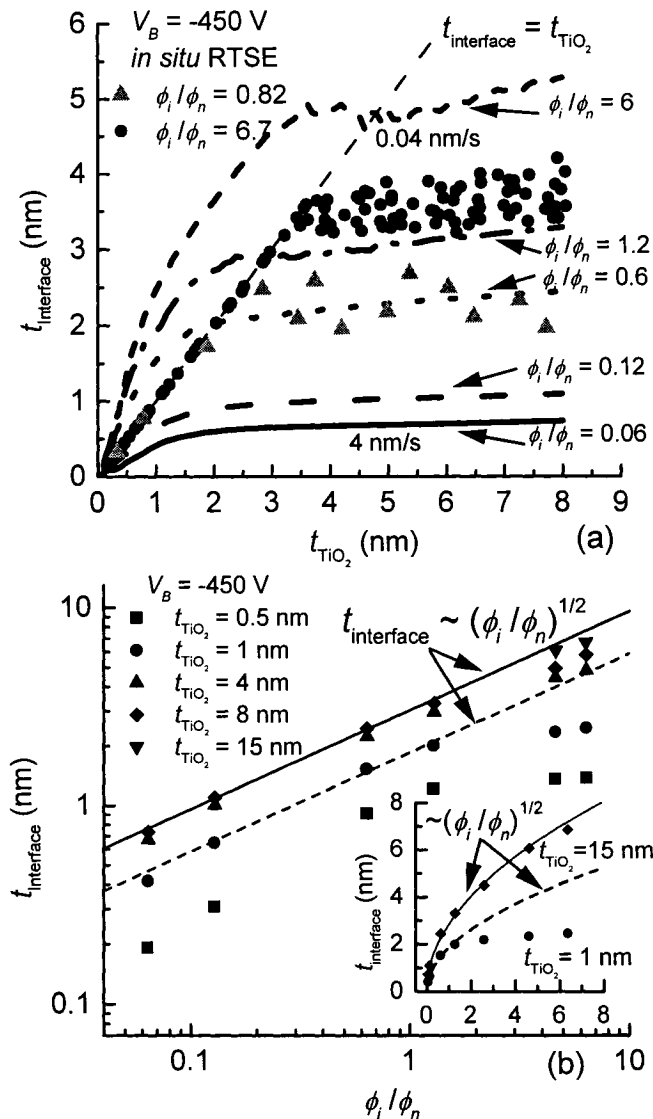 V_B = -450 V
in situ RTSE
ϕ_i/ϕ_n = 0.82
ϕ_i/ϕ_n = 6.7
t_interface = t_TiO₂
ϕ_i/ϕ_n = 6
0.04 nm/s
ϕ_i/ϕ_n = 1.2
ϕ_i/ϕ_n = 0.6
ϕ_i/ϕ_n = 0.12
4 nm/s
ϕ_i/ϕ_n = 0.06
6
5
4
3
2
1
0
t_Interface (nm)
0 1 2 3 4 5 6 7 8 9
t_TiO₂ (nm)
(a)
V_B = -450 V
t_TiO₂ = 0.5 nm
t_TiO₂ = 1 nm
t_TiO₂ = 4 nm
t_TiO₂ = 8 nm
t_TiO₂ = 15 nm
t_interface ~ (ϕ_i/ϕ_n)^1/2
10
1
0.1
t_Interface (nm)
8
6
4
2
0
t_interface (nm)
~(ϕ_i/ϕ_n)^1/2
t_TiO₂=15 nm
t_TiO₂= 1 nm
0 2 4 6 8
0.1 1 10
ϕ_i/ϕ_n
(b)